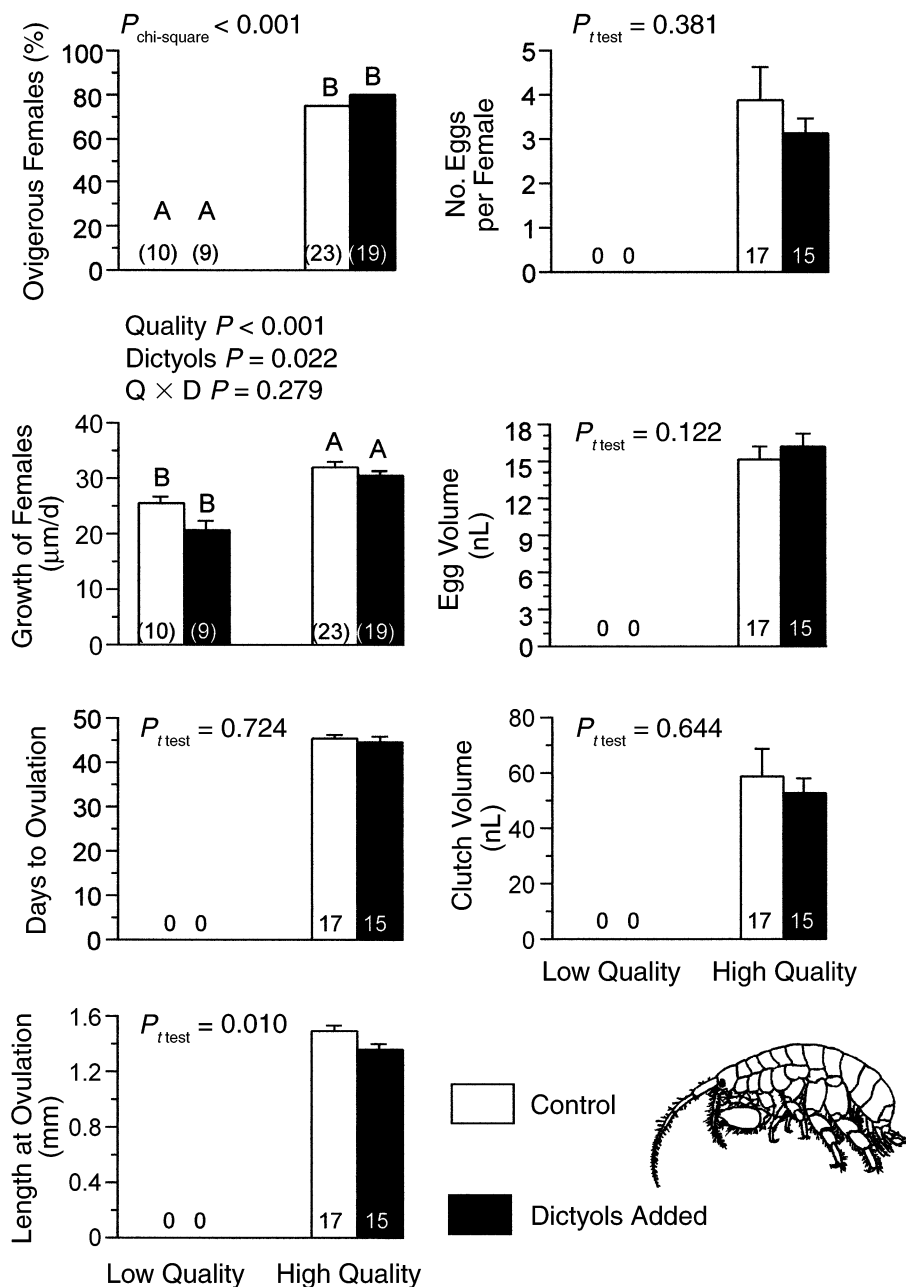 P chi-square < 0.001
Ovigerous Females (%)
100
80
60
40
20
0
A A
B B
(10) (9) (23) (19)
P t test = 0.381
No. Eggs
per Female
5
4
3
2
1
0
0 0 17 15
Quality P < 0.001
Dictyols P = 0.022
Q × D P = 0.279
Growth of Females
(μm/d)
40
30
20
10
0
B B A A
(10) (9) (23) (19)
P t test = 0.122
Egg Volume
(nL)
18
15
12
9
6
3
0
0 0 17 15
P t test = 0.724
Days to Ovulation
50
40
30
20
10
0
0 0 17 15
P t test = 0.644
Clutch Volume
(nL)
80
60
40
20
0
0 0 17 15
Low Quality High Quality
P t test = 0.010
Length at Ovulation
(mm)
1.6
1.2
0.8
0.4
0
0 0 17 15
Low Quality High Quality
Control
Dictyols Added